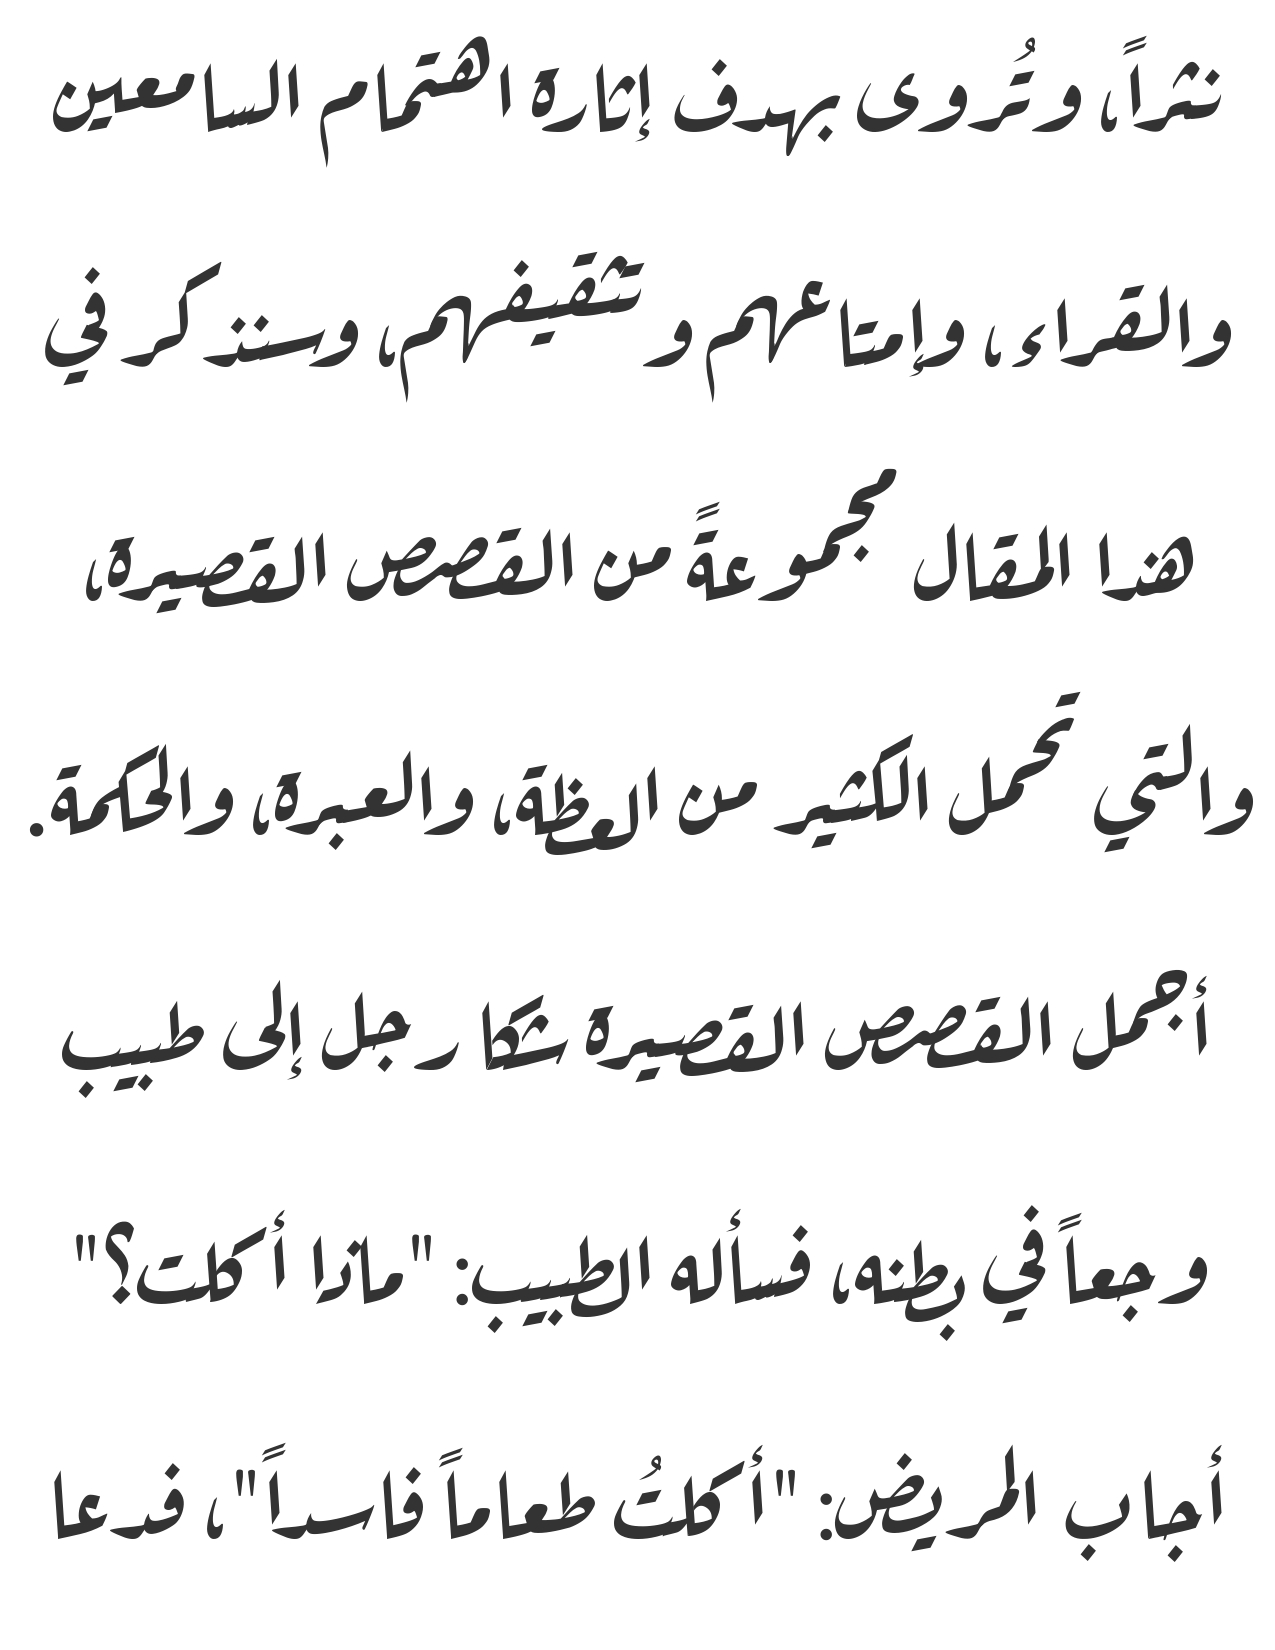 نثراً، وتُروى بهدف إثارة اهتمام السامعين
والقراء، وإمتاعهم وتثقيفهم، وسنذكر في
هذا المقال مجموعةً من القصص القصيرة،
والتي تحمل الكثير من العظة، والعبرة، والحكمة.
أجمل القصص القصيرة شكا رجل إلى طبيب
وجعاً في بطنه، فسأله الطبيب: "ماذا أكلت؟"
أجاب المريض: "أكلتُ طعاماً فاسداً"، فدعا